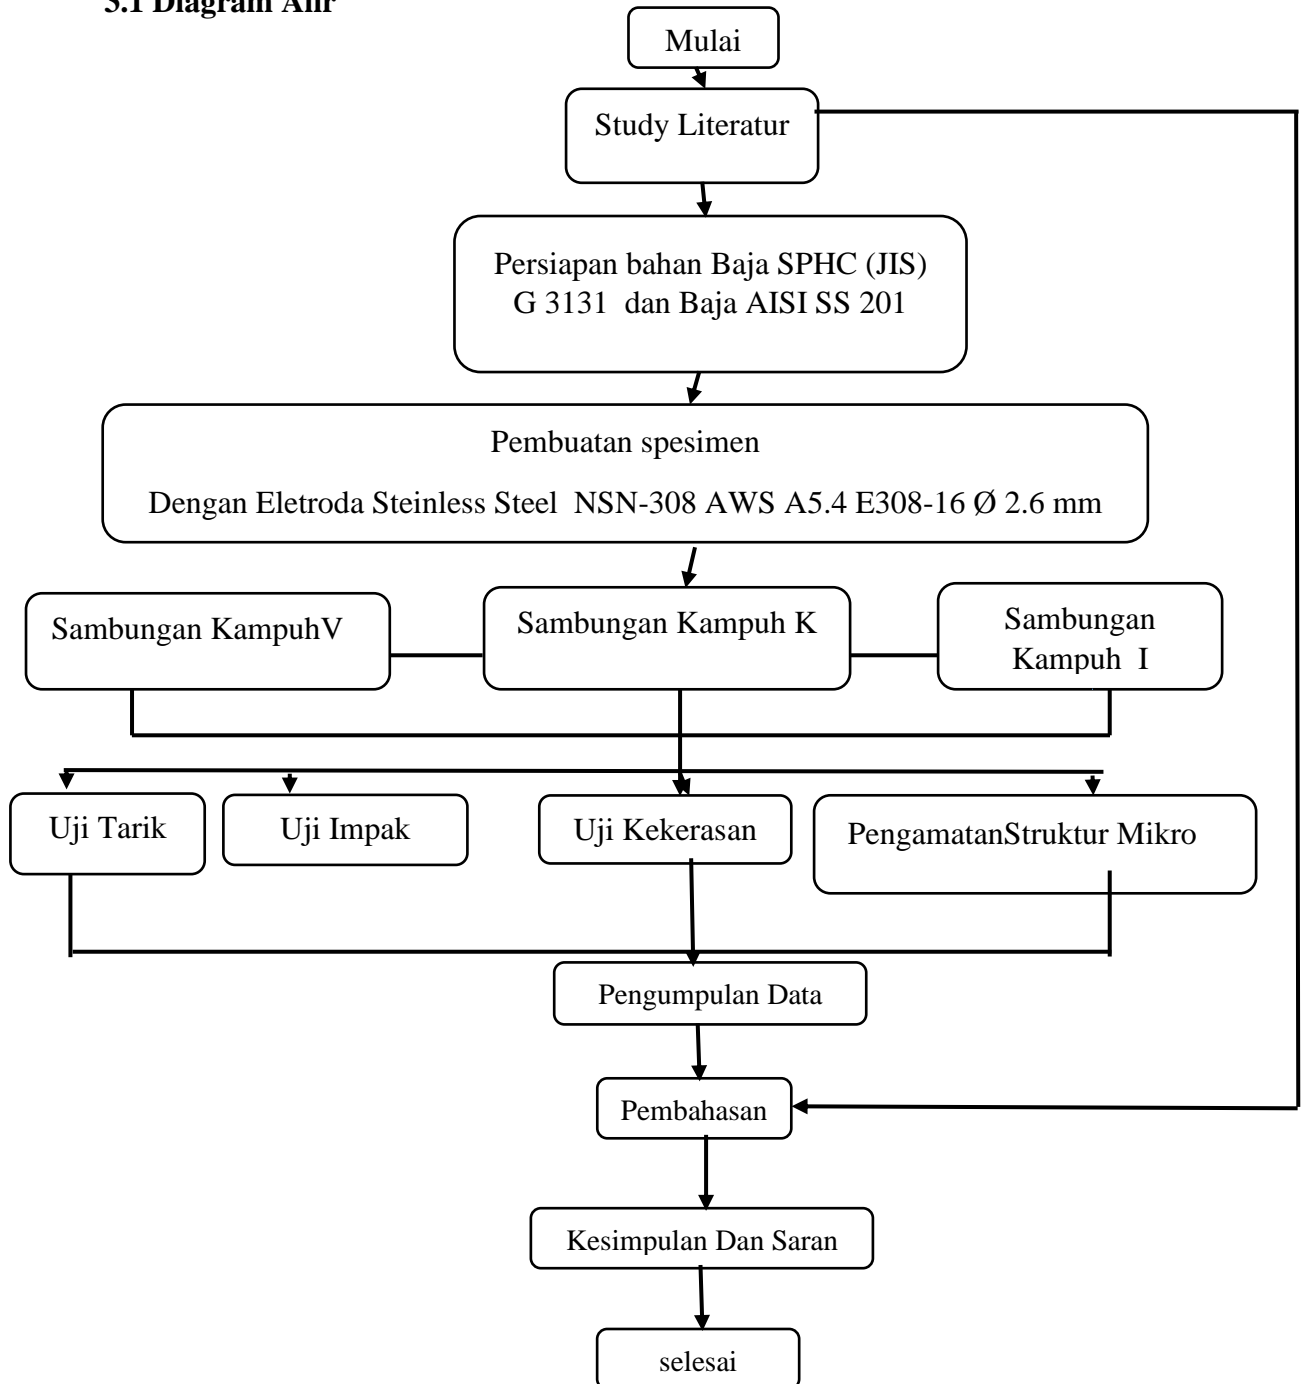 3.1 Diagram Alir
Mulai
Study Literatur
Persiapan bahan Baja SPHC (JIS)
G 3131 dan Baja AISI SS 201
Pembuatan spesimen
Dengan Eletroda Steinless Steel NSN-308 AWS A5.4 E308-16 Ø 2.6 mm
Sambungan KampuhV
Sambungan Kampuh K
Sambungan
Kampuh I
Uji Tarik
Uji Impak
Uji Kekerasan
PengamatanStruktur Mikro
Pengumpulan Data
Pembahasan
Kesimpulan Dan Saran
selesai